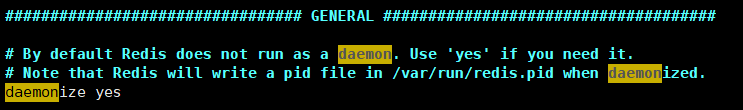 ################################# GENERAL #####################################
# By default Redis does not run as a daemon. Use 'yes' if you need it.
# Note that Redis will write a pid file in /var/run/redis.pid when daemonized.
daemonize yes